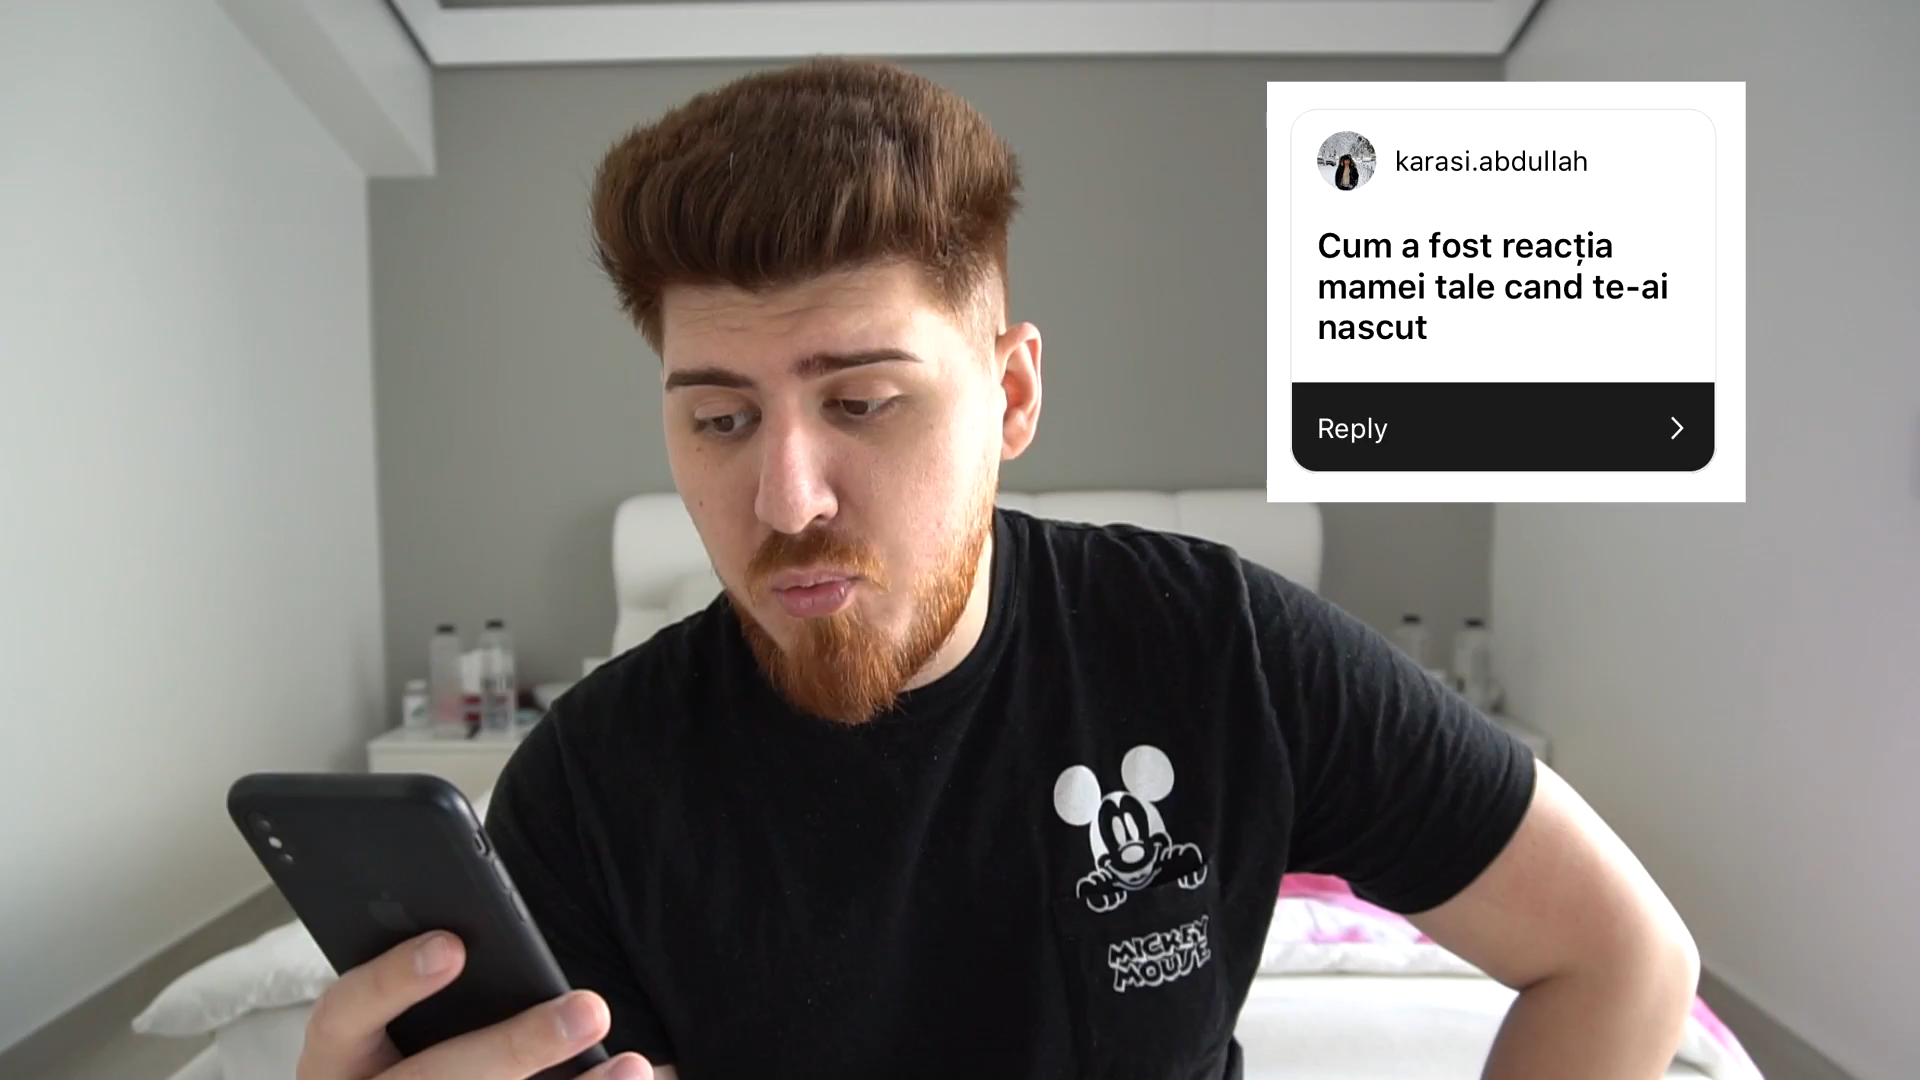 karasi.abdullah
Cum a fost reacția
mamei tale cand te-ai
nascut
Reply
MICKEY
MOUSE